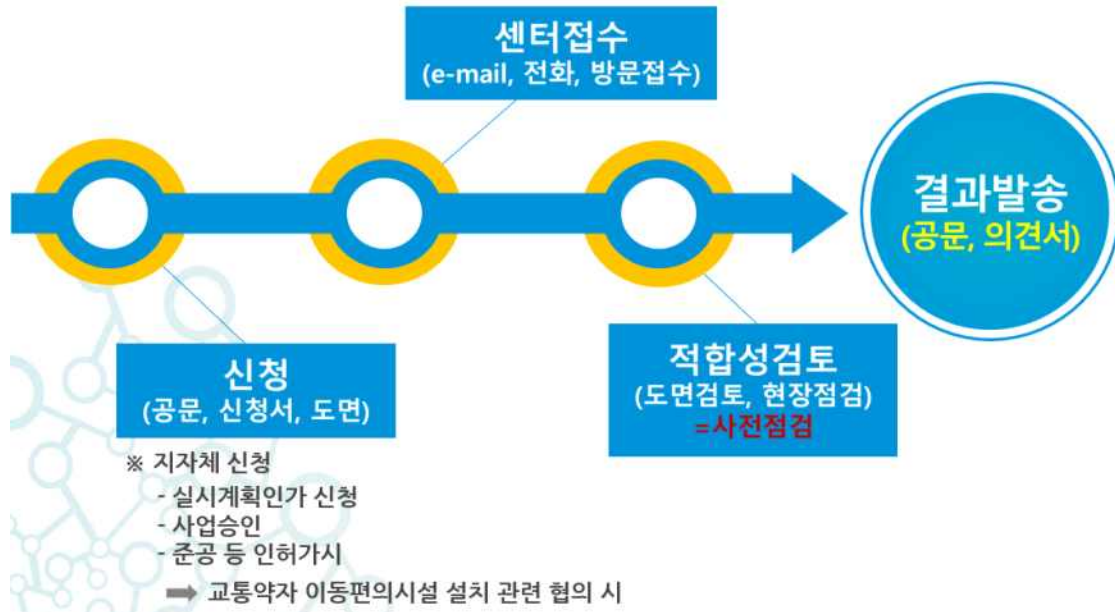 센터접수
(e-mail, 전화, 방문접수)
결과발송
(공문, 의견서)
신청
(공문, 신청서, 도면)
적합성검토
(도면검토, 현장점검)
=사전점검
※ 지자체 신청
- 실시계획인가 신청
- 사업승인
- 준공 등 인허가시
➡ 교통약자 이동편의시설 설치 관련 협의 시